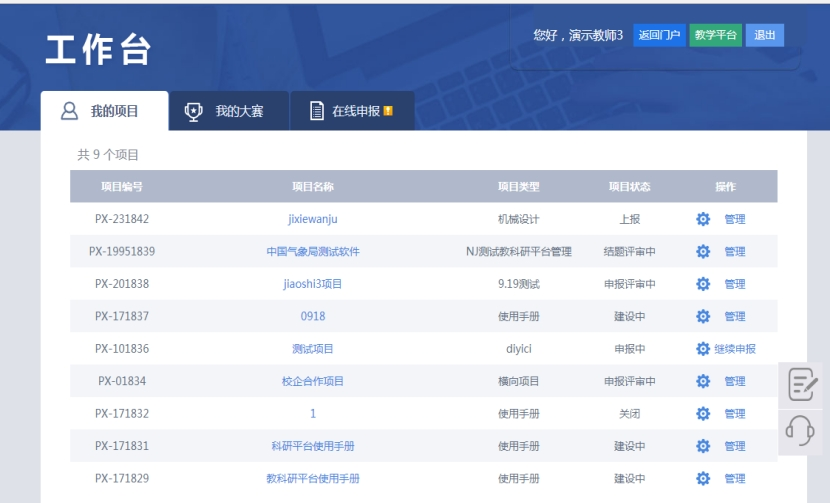 您好，演示教师3 返回门户 教学平台 退出
工作台
我的项目 我的大赛 在线申报
共 9 个项目
项目编号 项目名称 项目类型 项目状态 操作
PX-231842 jixiewanju 机械设计 上报 管理
PX-19951839 中国气象局测试软件 NJ测试教科研平台管理 结题评审中 管理
PX-201838 jiaoshi3项目 9.19测试 申报评审中 管理
PX-171837 0918 使用手册 建设中 管理
PX-101836 测试项目 diyici 申报中 继续申报
PX-01834 校企合作项目 横向项目 申报评审中 管理
PX-171832 1 使用手册 关闭 管理
PX-171831 科研平台使用手册 使用手册 建设中 管理
PX-171829 教科研平台使用手册 使用手册 建设中 管理